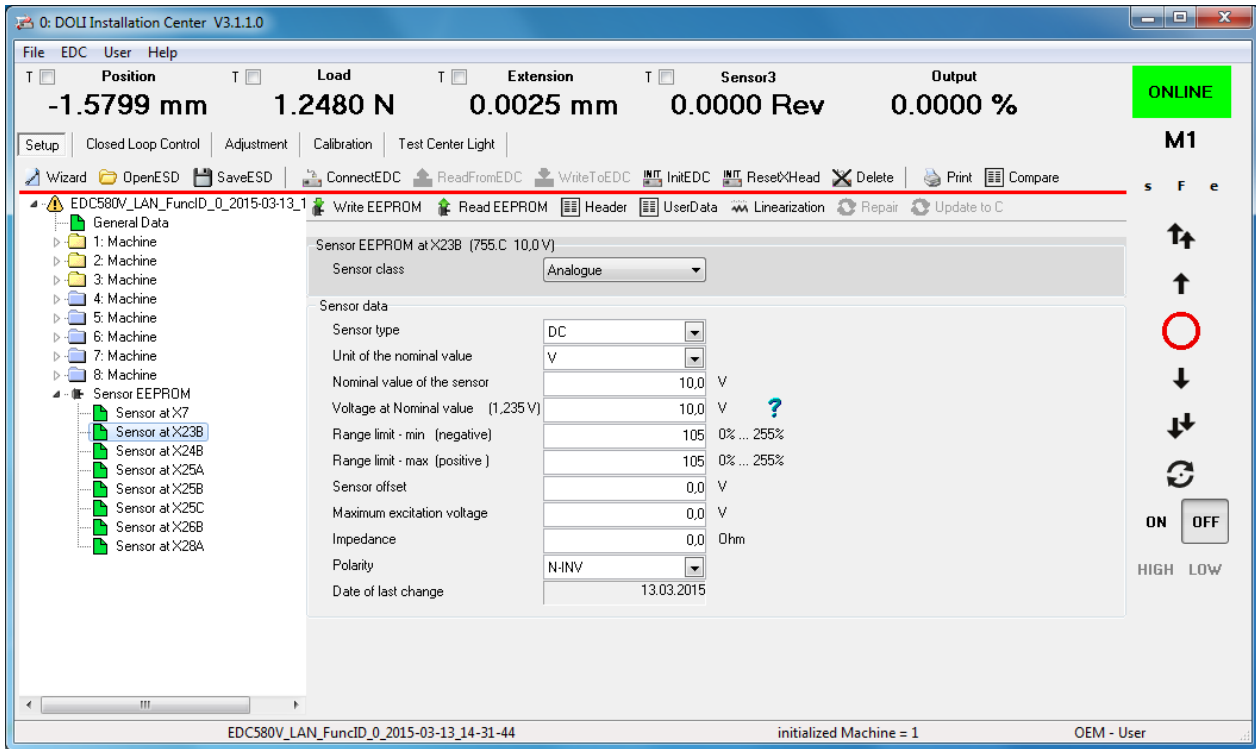 0: DOLI Installation Center V3.1.1.0
File EDC User Help
T Position T Load T Extension T Sensor3 Output
-1.5799 mm 1.2480 N 0.0025 mm 0.0000 Rev 0.0000 %
ONLINE
M1
Setup Closed Loop Control Adjustment Calibration Test Center Light
Wizard OpenESD SaveESD ConnectEDC ReadFromEDC WriteToEDC INIT InitEDC INIT ResetXHead Delete Print Compare
s F e
EDC580V_LAN_FuncID_0_2015-03-13_1
Write EEPROM Read EEPROM Header UserData Linearization Repair Update to C
General Data
1: Machine
2: Machine
3: Machine
4: Machine
5: Machine
6: Machine
7: Machine
8: Machine
Sensor EEPROM
Sensor at X7
Sensor at X23B
Sensor at X24B
Sensor at X25A
Sensor at X25B
Sensor at X25C
Sensor at X26B
Sensor at X28A
Sensor EEPROM at X23B (755.C 10,0 V)
Sensor class Analogue
Sensor data
Sensor type DC
Unit of the nominal value V
Nominal value of the sensor 10,0 V
Voltage at Nominal value (1,235 V) 10,0 V ?
Range limit - min (negative) 105 0% ... 255%
Range limit - max (positive ) 105 0% ... 255%
Sensor offset 0,0 V
Maximum excitation voltage 0,0 V
Impedance 0,0 Ohm
Polarity N-INV
Date of last change 13.03.2015
ON OFF
HIGH LOW
EDC580V_LAN_FuncID_0_2015-03-13_14-31-44 initialized Machine = 1 OEM - User